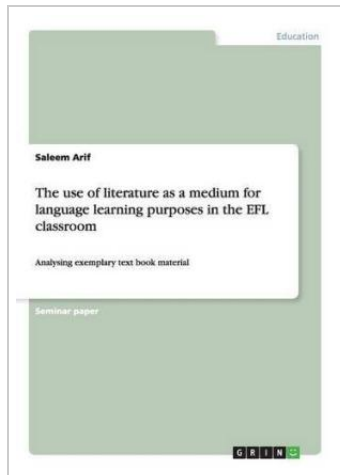 Education
Saleem Arif
The use of literature as a medium for
language learning purposes in the EFL
classroom
Analysing exemplary text book material
Seminar paper
GRIN